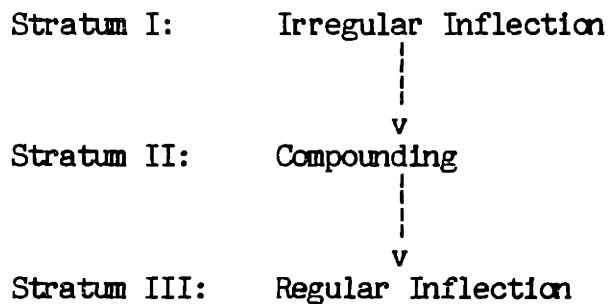 Stratum I: Irregular Inflection
v
Stratum II: Compounding
v
Stratum III: Regular Inflection